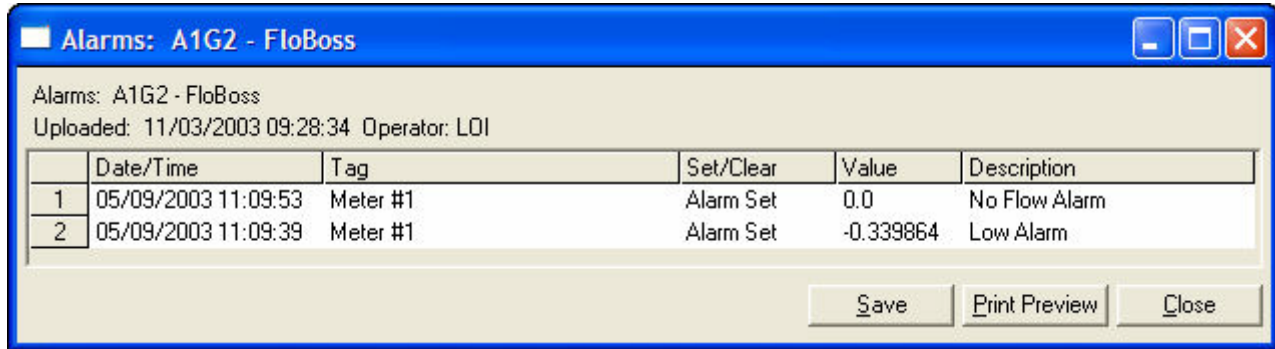 Alarms: A1G2 - FloBoss
Alarms: A1G2 - FloBoss
Uploaded: 11/03/2003 09:28:34 Operator: LOI
Date/Time Tag Set/Clear Value Description
1 05/09/2003 11:09:53 Meter #1 Alarm Set 0.0 No Flow Alarm
2 05/09/2003 11:09:39 Meter #1 Alarm Set -0.339864 Low Alarm
Save Print Preview Close